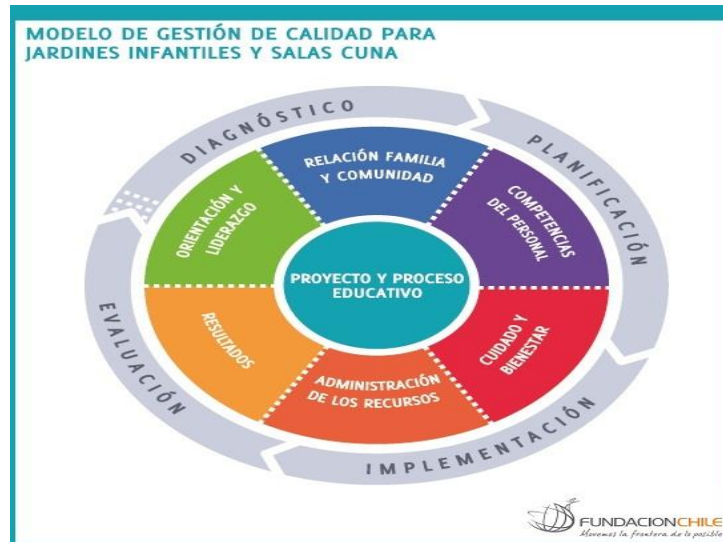 MODELO DE GESTIÓN DE CALIDAD PARA
JARDINES INFANTILES Y SALAS CUNA
DIAGNÓSTICO
PLANIFICACIÓN
IMPLEMENTACIÓN
EVALUACIÓN
RELACIÓN FAMILIA
Y COMUNIDAD
COMPETENCIAS
DEL PERSONAL
CUIDADO Y
BIENESTAR
ADMINISTRACIÓN
DE LOS RECURSOS
RESULTADOS
ORIENTACIÓN Y
LIDERAZGO
PROYECTO Y PROCESO
EDUCATIVO
FUNDACIONCHILE
Movemos la frontera de lo posible